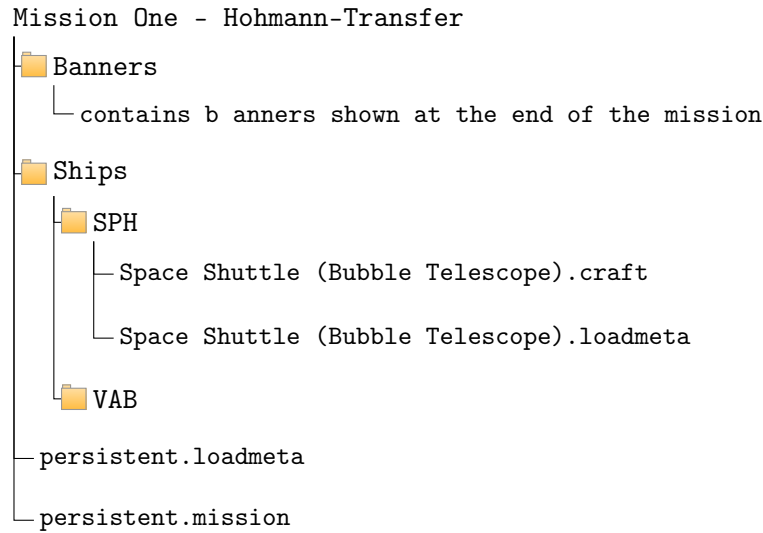 Mission One - Hohmann-Transfer
Banners
contains b anners shown at the end of the mission
Ships
SPH
Space Shuttle (Bubble Telescope).craft
Space Shuttle (Bubble Telescope).loadmeta
VAB
persistent.loadmeta
persistent.mission